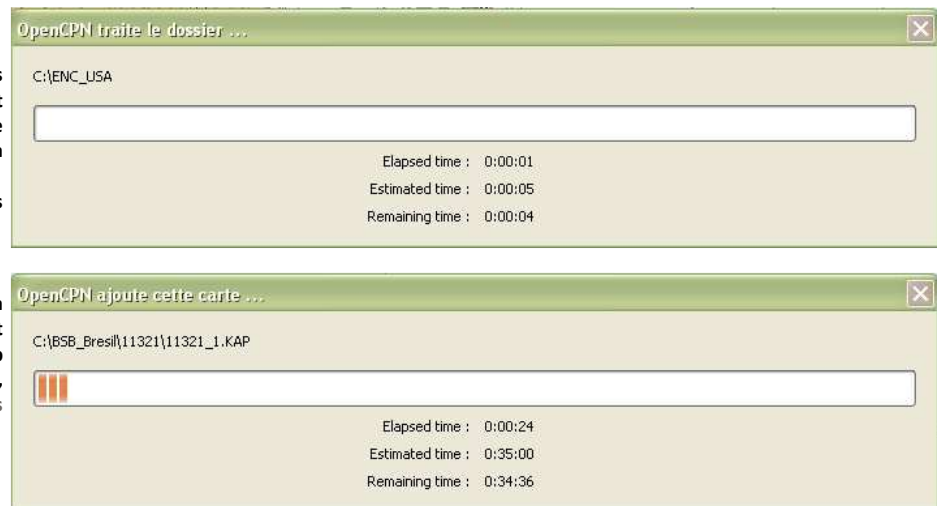 OpenCPN traite le dossier ...
C:\ENC_USA
Elapsed time : 0:00:01
Estimated time : 0:00:05
Remaining time : 0:00:04
OpenCPN ajoute cette carte ...
C:\BSB_Bresil\11321\11321_1.KAP
Elapsed time : 0:00:24
Estimated time : 0:35:00
Remaining time : 0:34:36